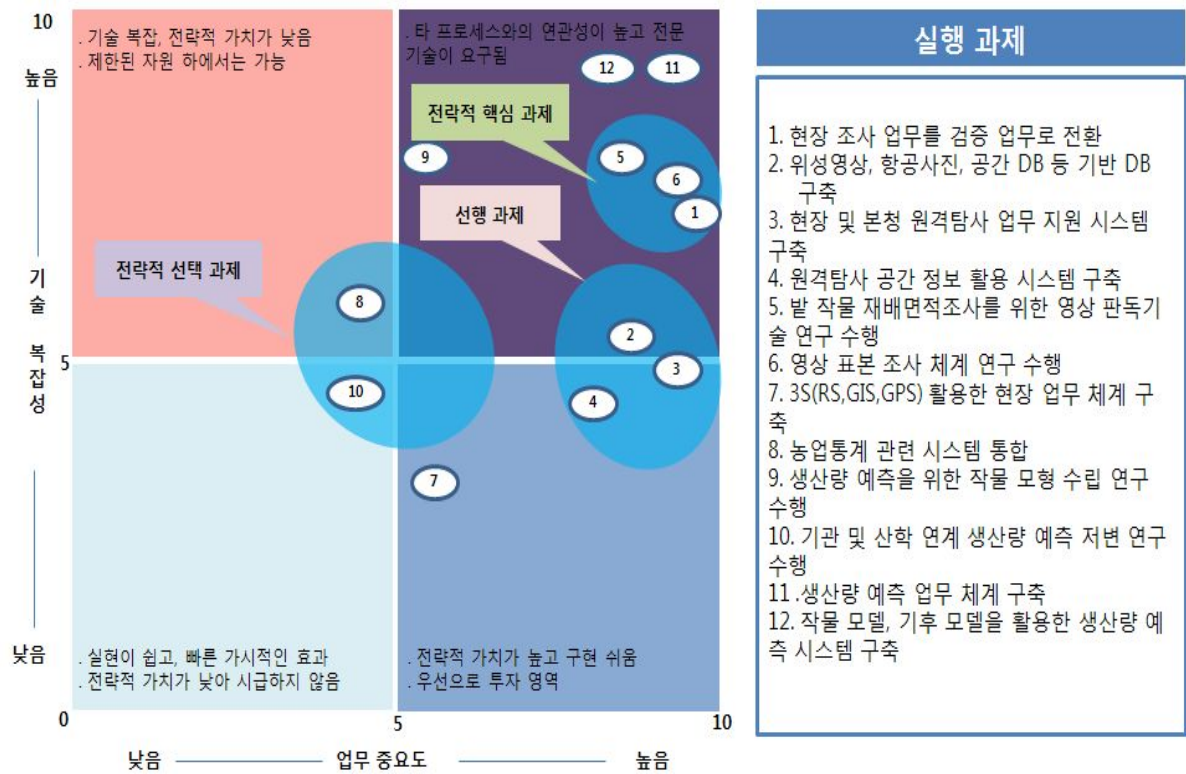 10
높음
기
술
복
잡
성
낮음
5
0
. 기술 복잡, 전략적 가치가 낮음
. 제한된 자원 하에서는 가능
. 타 프로세스와의 연관성이 높고 전문
기술이 요구됨
12
11
전략적 핵심 과제
9
5
6
1
선행 과제
전략적 선택 과제
8
2
3
10
4
7
. 실현이 쉽고, 빠른 가시적인 효과
. 전략적 가치가 낮아 시급하지 않음
. 전략적 가치가 높고 구현 쉬움
. 우선으로 투자 영역
5
10
낮음
업무 중요도
높음
실행 과제
1. 현장 조사 업무를 검증 업무로 전환
2. 위성영상, 항공사진, 공간 DB 등 기반 DB
구축
3. 현장 및 본청 원격탐사 업무 지원 시스템
구축
4. 원격탐사 공간 정보 활용 시스템 구축
5. 밭 작물 재배면적조사를 위한 영상 판독기
술 연구 수행
6. 영상 표본 조사 체계 연구 수행
7. 3S(RS,GIS,GPS) 활용한 현장 업무 체계 구
축
8. 농업통계 관련 시스템 통합
9. 생산량 예측을 위한 작물 모형 수립 연구
수행
10. 기관 및 산학 연계 생산량 예측 저변 연구
수행
11 .생산량 예측 업무 체계 구축
12. 작물 모델, 기후 모델을 활용한 생산량 예
측 시스템 구축